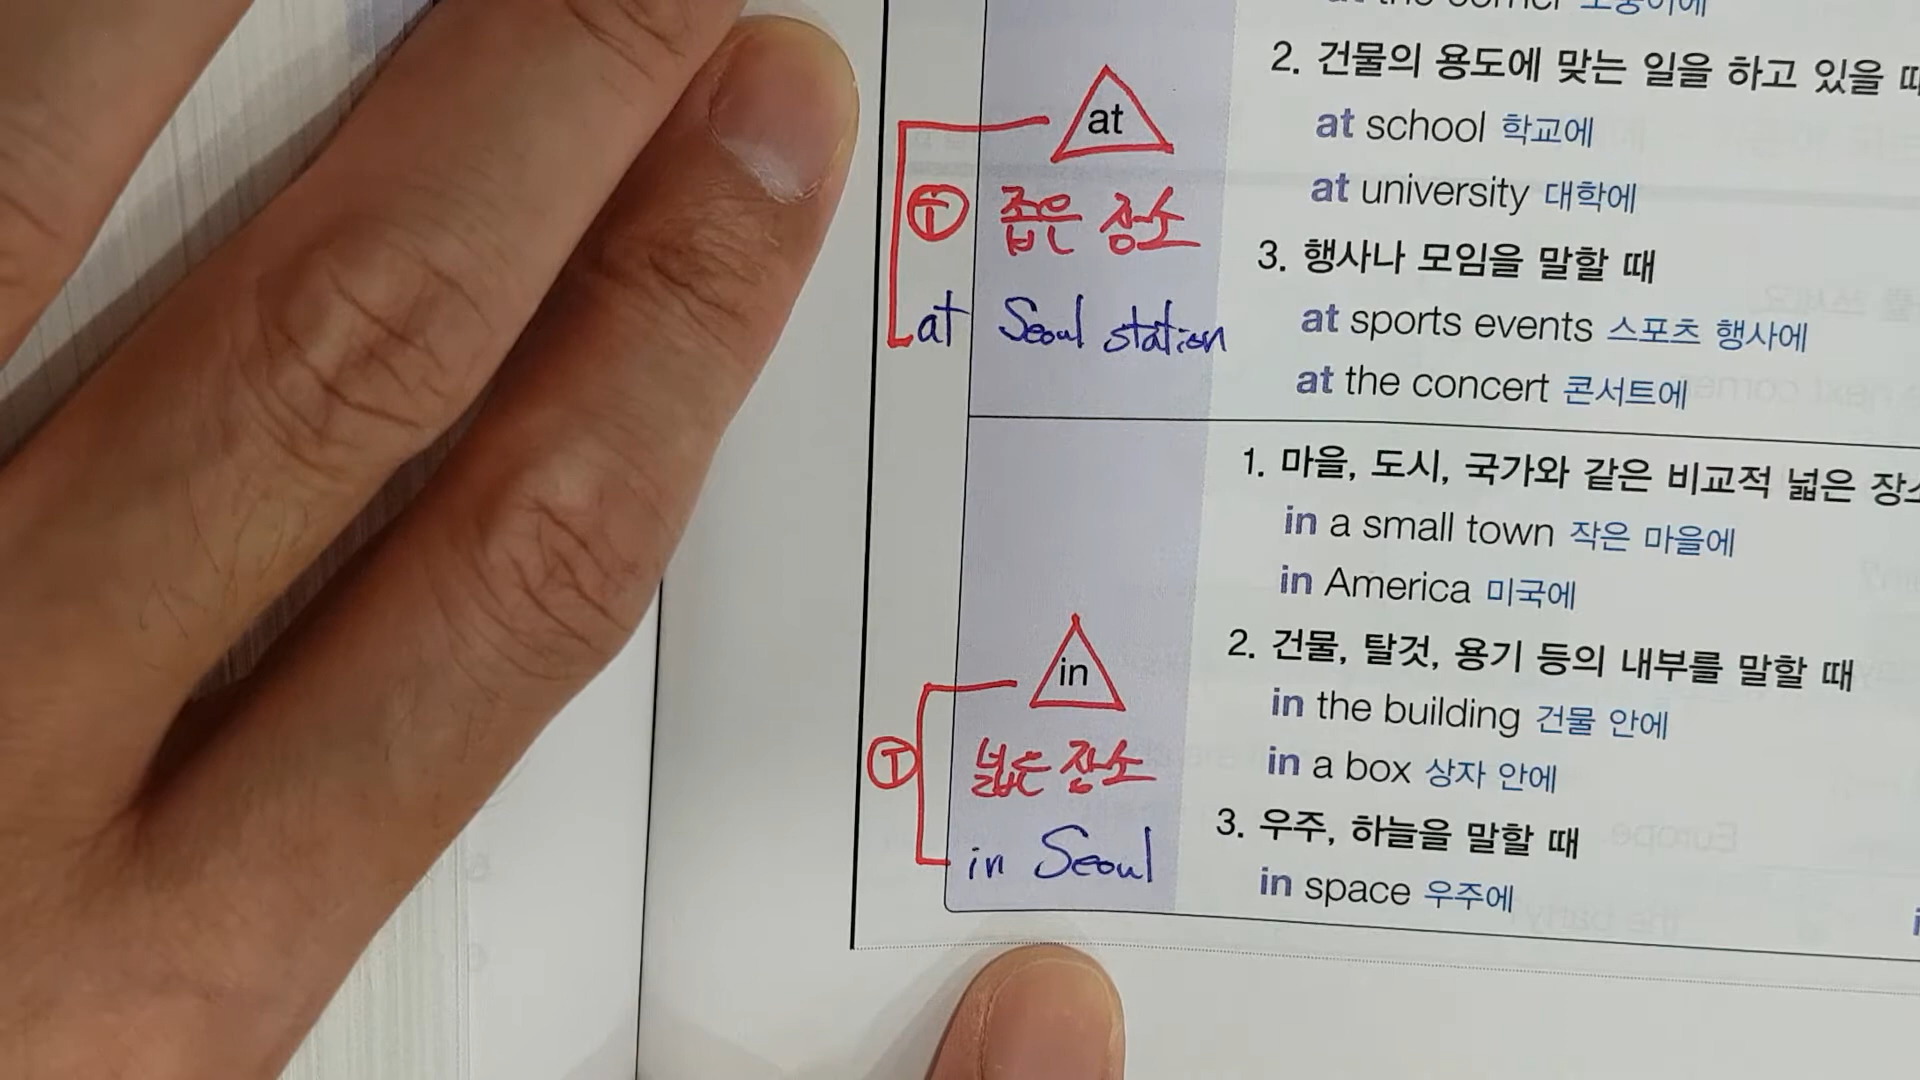 at
Ⓣ 좁은 장소
at Seoul station
2. 건물의 용도에 맞는 일을 하고 있을
at school 학교에
at university 대학에
3. 행사나 모임을 말할 때
at sports events 스포츠 행사에
at the concert 콘서트에
in
Ⓣ 넓은 장소
in Seoul
1. 마을, 도시, 국가와 같은 비교적 넓은
in a small town 작은 마을에
in America 미국에
2. 건물, 탈것, 용기 등의 내부를 말할 때
in the building 건물 안에
in a box 상자 안에
3. 우주, 하늘을 말할 때
in space 우주에